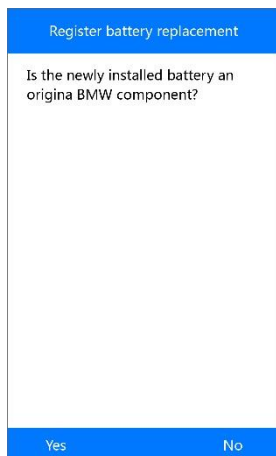 Register battery replacement
Is the newly installed battery an
origina BMW component?
Yes No